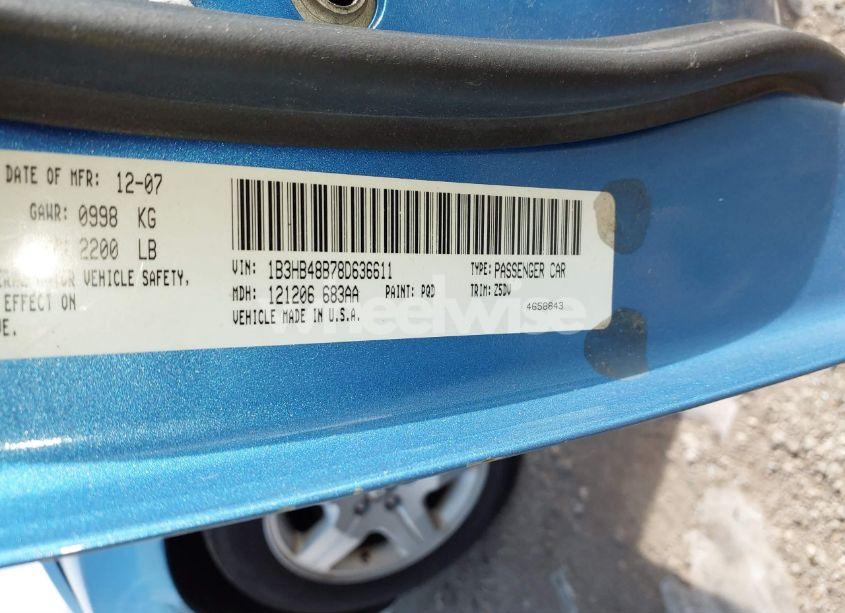 DATE OF MFR: 12-07
GAWR: 0998 KG
2200 LB
VEHICLE SAFETY,
EFFECT ON
VIN: 1B3HB48B78D636611 TYPE: PASSENGER CAR
MDH: 121206 683AA PAINT: PQD TRIM: Z5DV
VEHICLE MADE IN U.S.A. 4658843
wheelwise